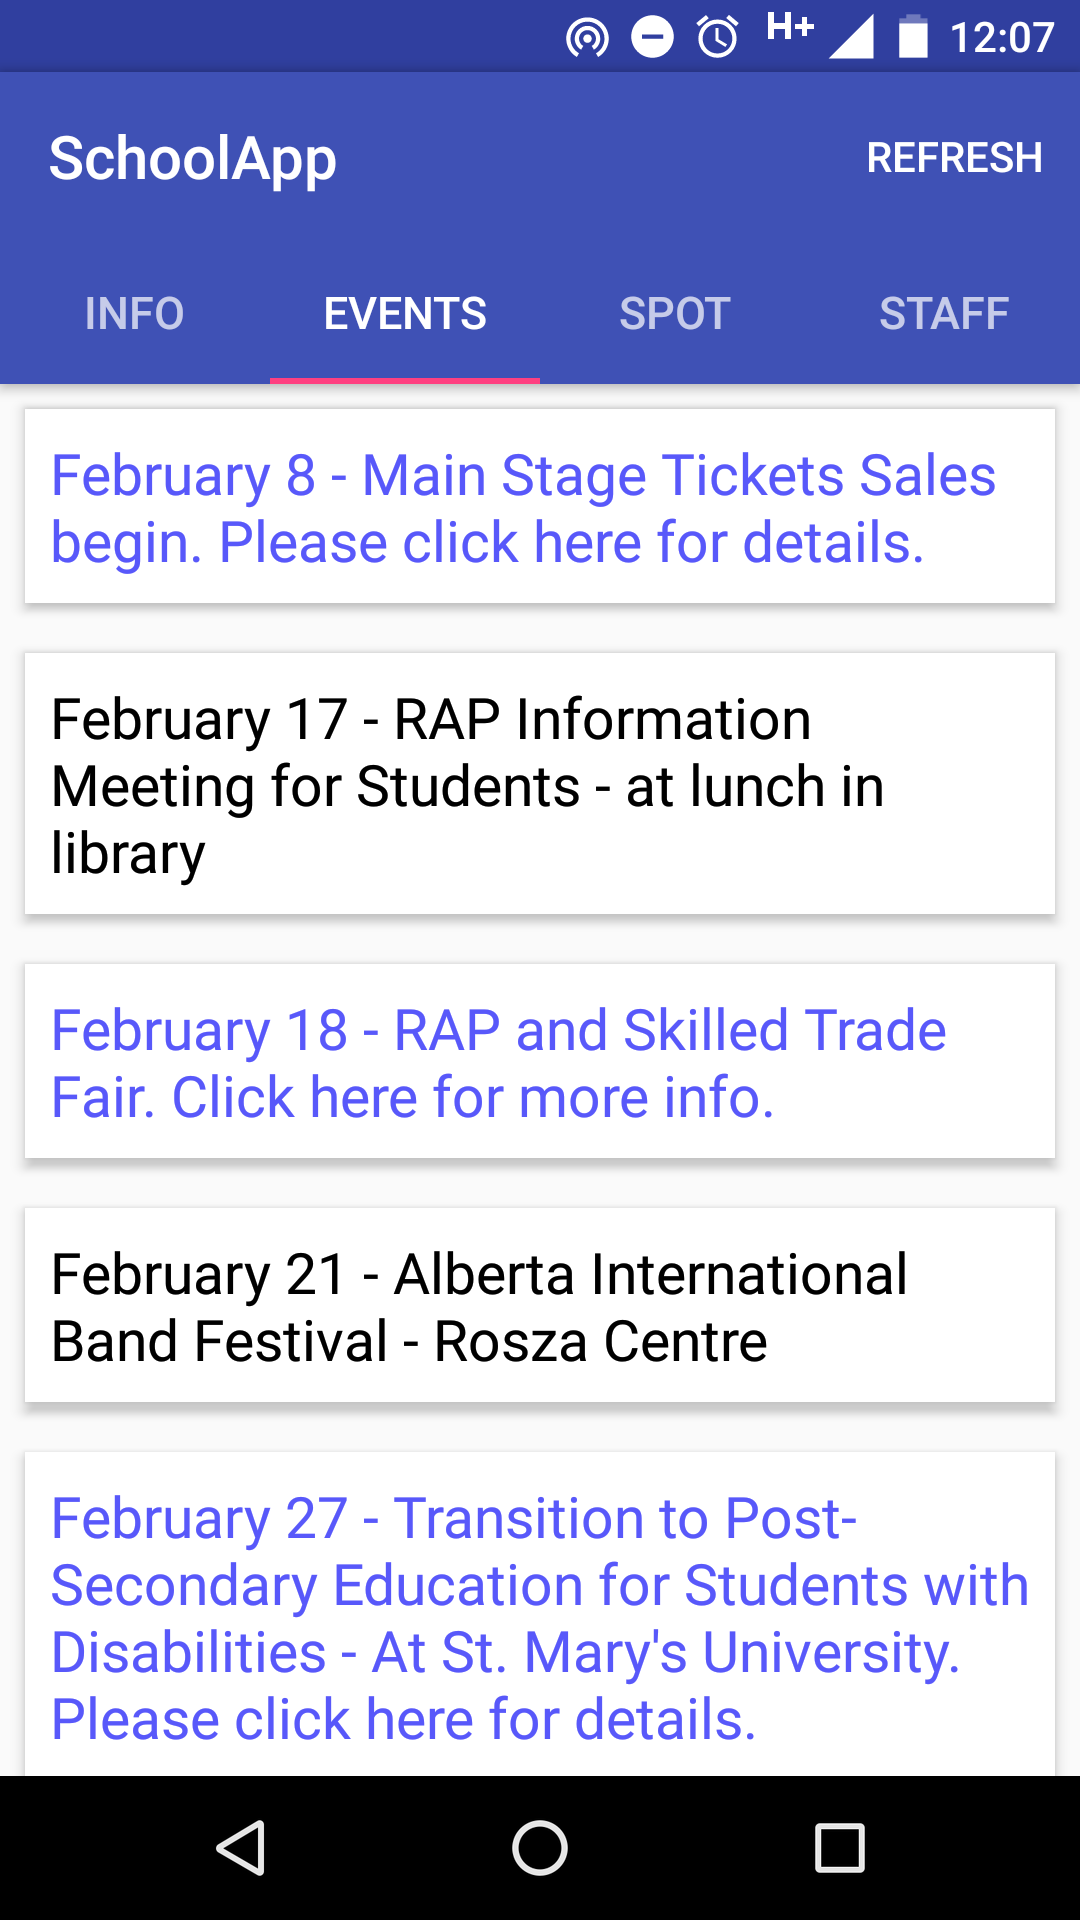 H+ 12:07
SchoolApp REFRESH
INFO EVENTS SPOT STAFF
February 8 - Main Stage Tickets Sales
begin. Please click here for details.
February 17 - RAP Information
Meeting for Students - at lunch in
library
February 18 - RAP and Skilled Trade
Fair. Click here for more info.
February 21 - Alberta International
Band Festival - Rosza Centre
February 27 - Transition to Post-
Secondary Education for Students with
Disabilities - At St. Mary's University.
Please click here for details.